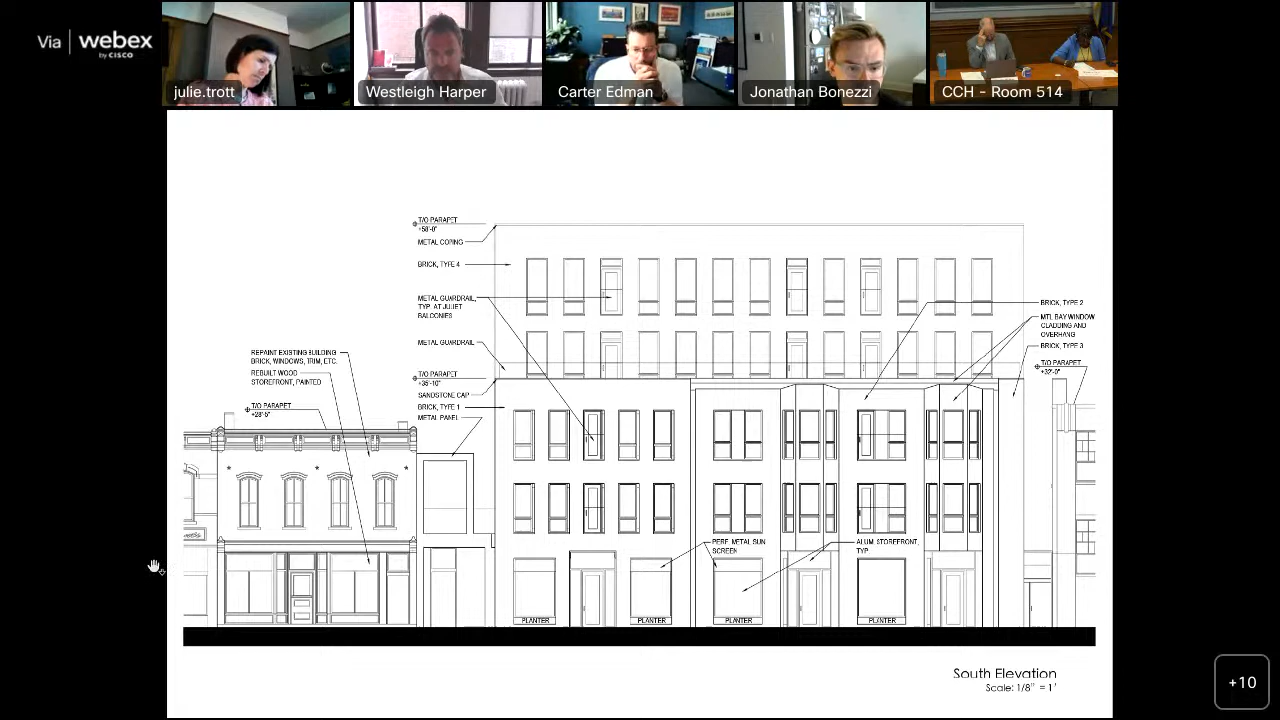 Via webex
by CISCO
julie.trott
Westleigh Harper
Carter Edman
Jonathan Bonezzi
CCH - Room 514
T/O PARAPET
+58'-0"
METAL COPING
BRICK, TYPE 4
METAL GUARDRAIL,
TYP. AT JULIET
BALCONIES
METAL GUARDRAIL
T/O PARAPET
+35'-10"
SANDSTONE CAP
BRICK, TYPE 1
METAL PANEL
REPAINT EXISTING BUILDING
BRICK, WINDOWS, TRIM, ETC.
REBUILT WOOD
STOREFRONT, PAINTED
T/O PARAPET
BRICK, TYPE 2
MTL BAY WINDOW
CLADDING AND
OVERHANG
BRICK, TYPE 3
T/O PARAPET
+32'-0"
PERF. METAL SUN
SCREEN
ALUM. STOREFRONT,
TYP
PLANTER
PLANTER
PLANTER
PLANTER
South Elevation
Scale: 1/8" = 1'
+10